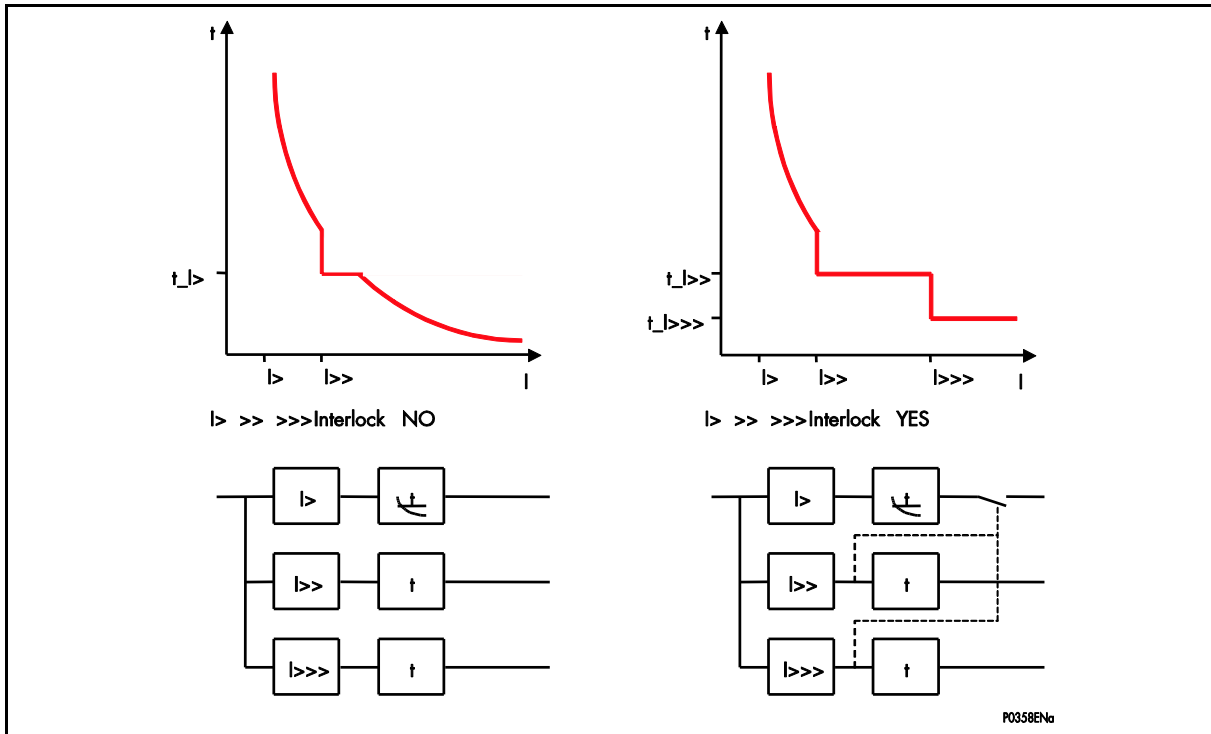 t
t_I>
I> I>> I
I> >> >>>Interlock NO
I> t
I>> t
I>>> t
t
t_I>>
t_I>>>
I> I>> I>>> I
I> >> >>>Interlock YES
I> t
I>> t
I>>> t
P0358ENa